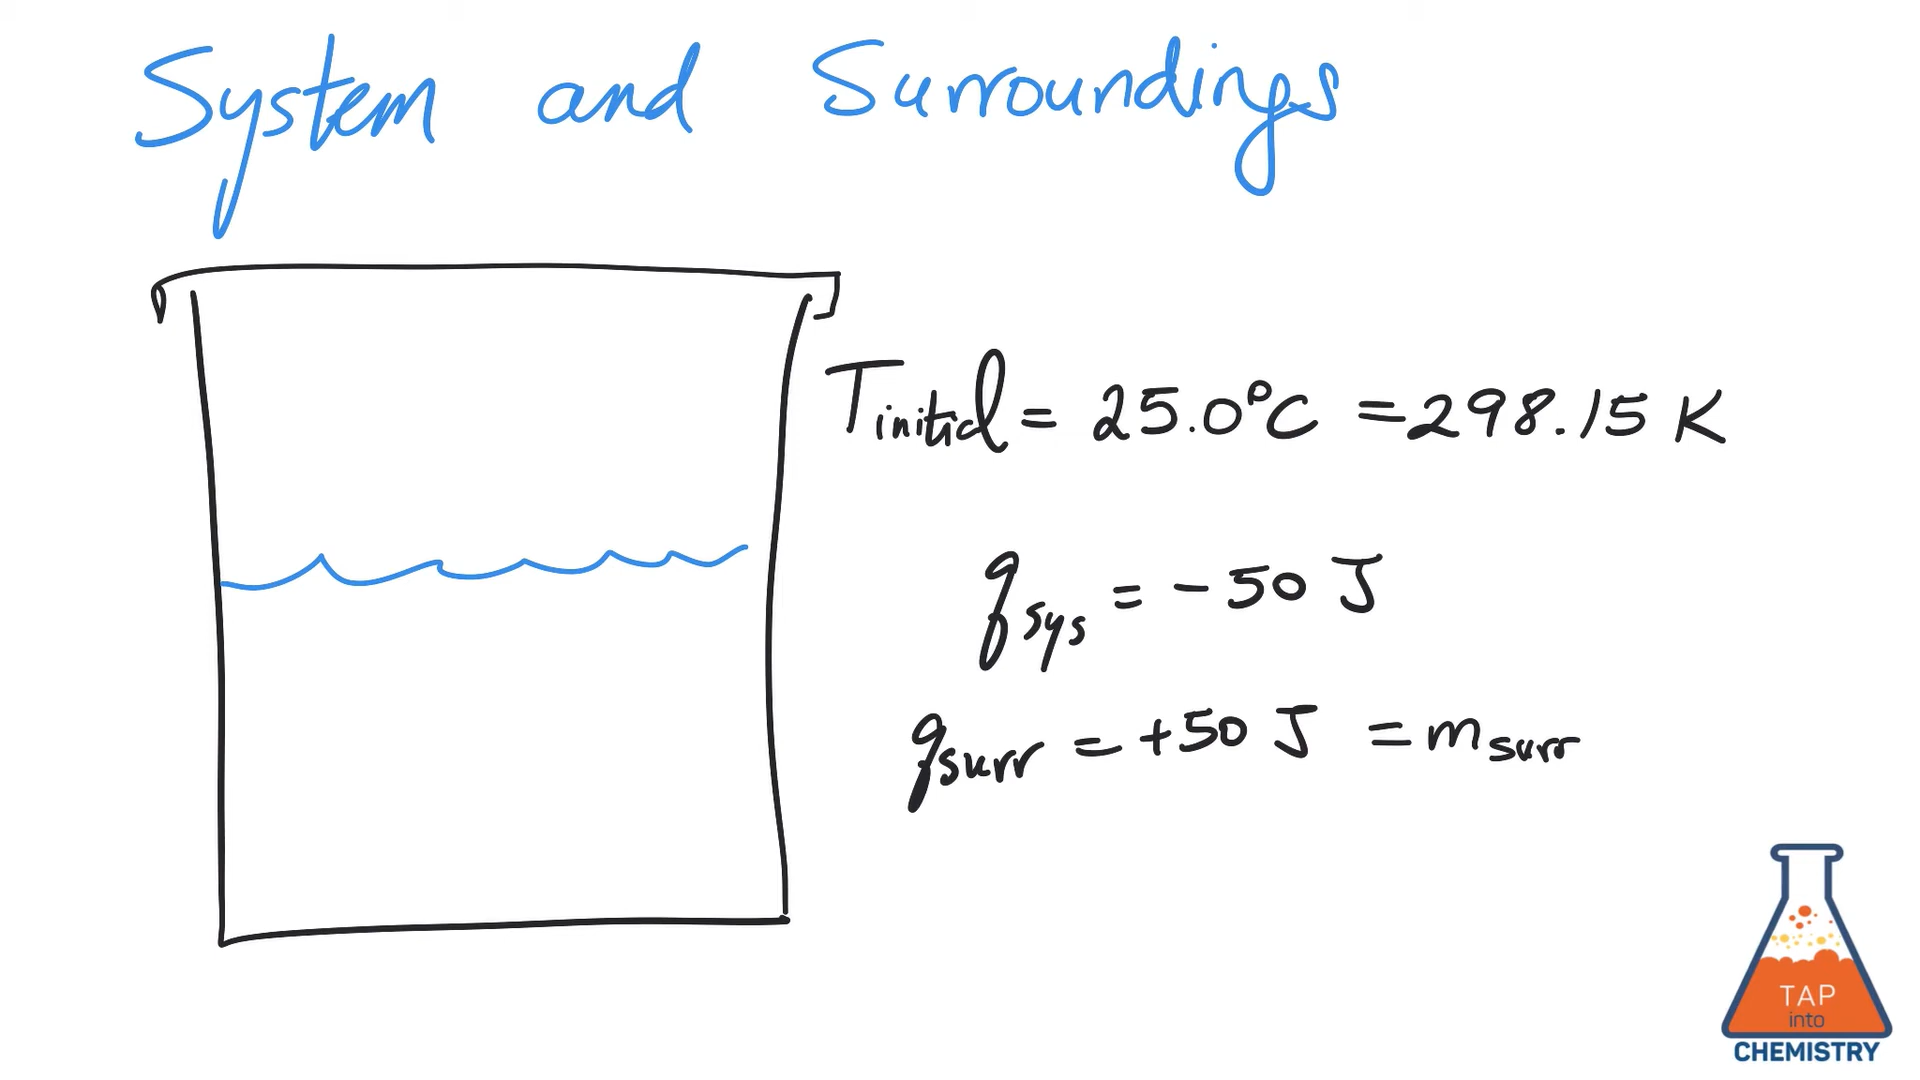 System and Surroundings
Tinitial = 25.0°C = 298.15 K
qsys = -50 J
qsurr = +50 J = msurr
TAP
into
CHEMISTRY